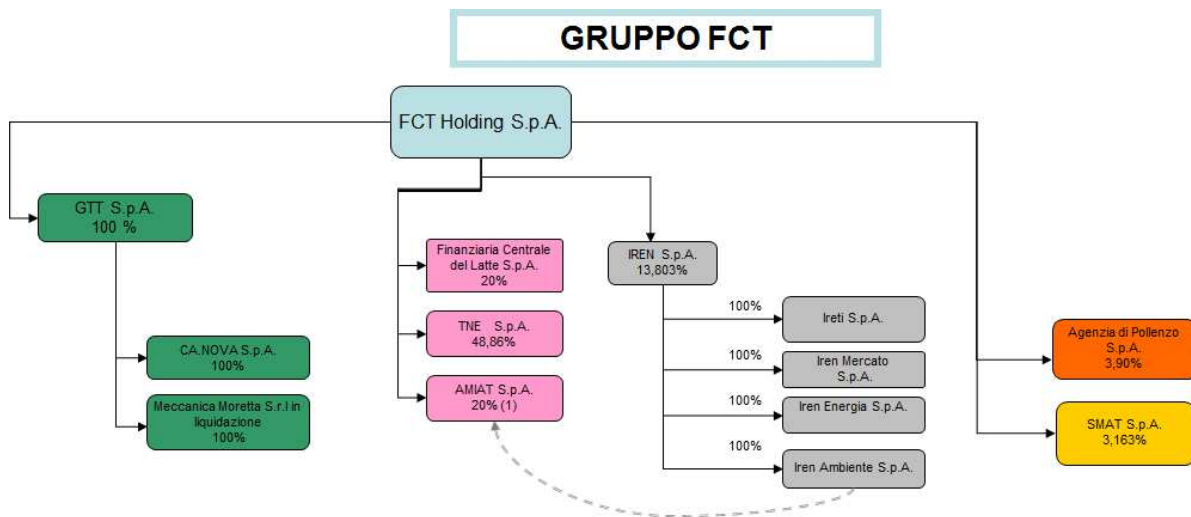 GRUPPO FCT
FCT Holding S.p.A.
GTT S.p.A.
100 %
CA.NOVA S.p.A.
100%
Meccanica Moretta S.r.l in
liquidazione
100%
Finanziaria Centrale
del Latte S.p.A.
20%
TNE S.p.A.
48,86%
AMIAT S.p.A.
20% (1)
IREN S.p.A.
13,803%
100%
Ireti S.p.A.
100%
Iren Mercato
S.p.A.
100%
Iren Energia S.p.A.
100%
Iren Ambiente S.p.A.
Agenzia di Pollenzo
S.p.A.
3,90%
SMAT S.p.A.
3,163%